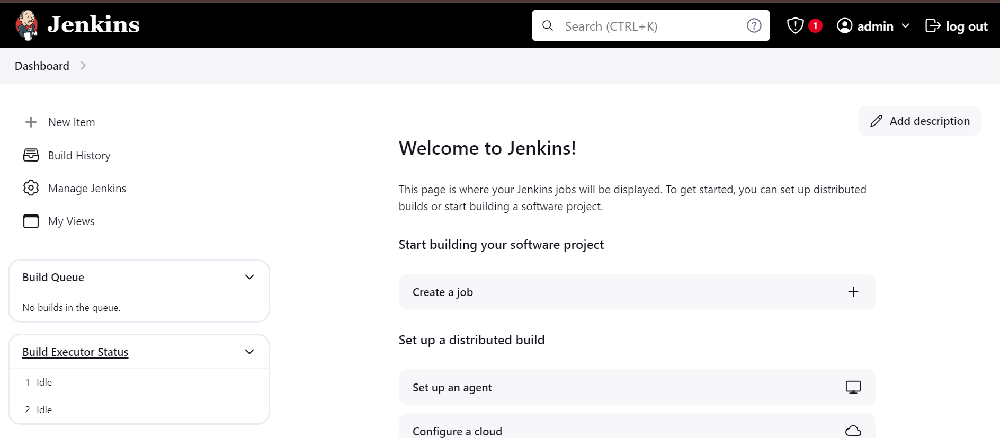 Jenkins
Search (CTRL+K)
1
admin
log out
Dashboard
New Item
Build History
Manage Jenkins
My Views
Build Queue
No builds in the queue.
Build Executor Status
1 Idle
2 Idle
Add description
Welcome to Jenkins!
This page is where your Jenkins jobs will be displayed. To get started, you can set up distributed
builds or start building a software project.
Start building your software project
Create a job
Set up a distributed build
Set up an agent
Configure a cloud